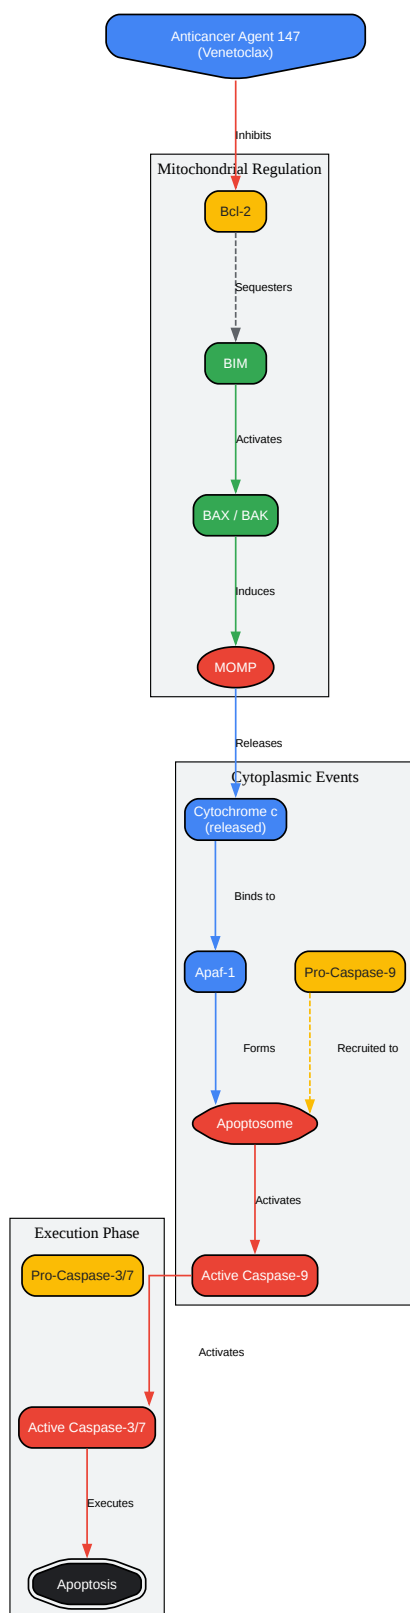 Anticancer Agent 147
(Venetoclax)
Inhibits
Mitochondrial Regulation
Bcl-2
Sequesters
BIM
Activates
BAX / BAK
Induces
MOMP
Releases
Cytoplasmic Events
Cytochrome c
(released)
Binds to
Apaf-1
Pro-Caspase-9
Forms
Recruited to
Apoptosome
Activates
Execution Phase
Pro-Caspase-3/7
Active Caspase-9
Activates
Active Caspase-3/7
Executes
Apoptosis